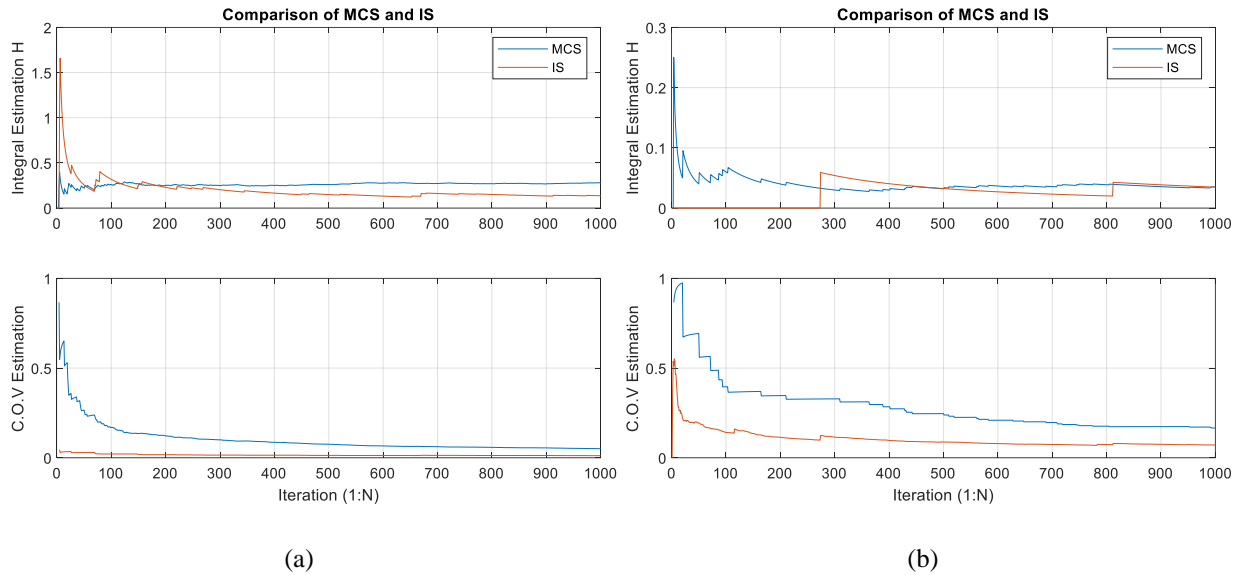 Comparison of MCS and IS
Integral Estimation H
2
1.5
1
0.5
0
MCS
IS
0 100 200 300 400 500 600 700 800 900 1000
C.O.V Estimation
1
0.5
0
0 100 200 300 400 500 600 700 800 900 1000
Iteration (1:N)
(a)
Comparison of MCS and IS
Integral Estimation H
0.3
0.2
0.1
0
MCS
IS
0 100 200 300 400 500 600 700 800 900 1000
C.O.V Estimation
1
0.5
0
0 100 200 300 400 500 600 700 800 900 1000
Iteration (1:N)
(b)